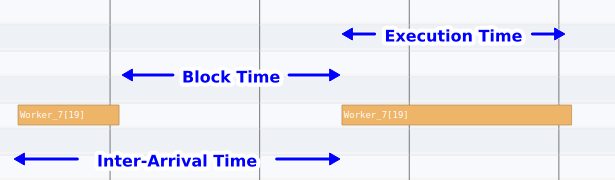 Execution Time
Block Time
Worker_7[19]
Worker_7[19]
Inter-Arrival Time